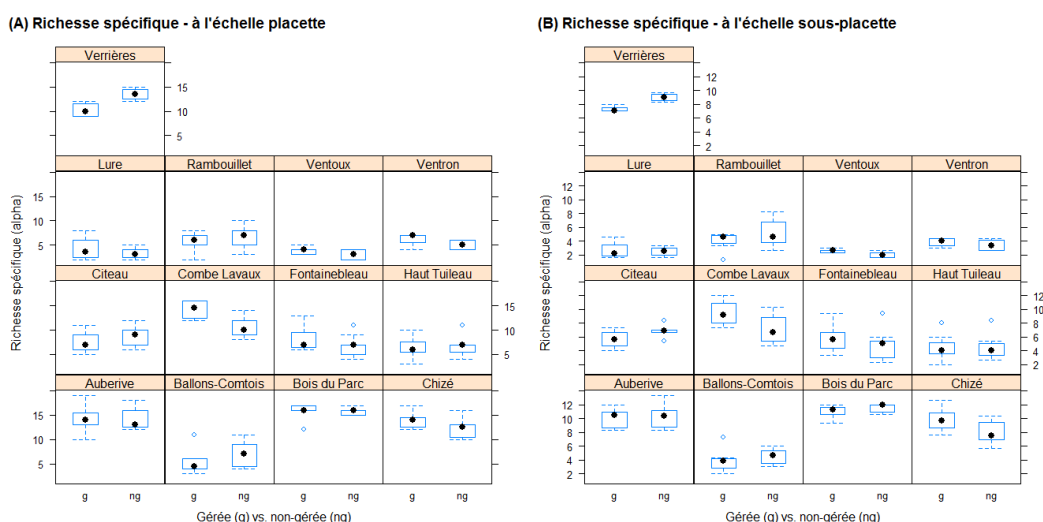 (A) Richesse spécifique - à l'échelle placette
Verrières
15
10
5
Lure Rambouillet Ventoux Ventron
15
10
5
Citeau Combe Lavaux Fontainebleau Haut Tuileau
15
10
5
Auberive Ballons-Comtois Bois du Parc Chizé
15
10
5
g ng g ng g ng g ng
Gérée (g) vs. non-gérée (ng)
Richesse spécifique (alpha)
(B) Richesse spécifique - à l'échelle sous-placette
Verrières
12
10
8
6
4
2
Lure Rambouillet Ventoux Ventron
12
10
8
6
4
2
Citeau Combe Lavaux Fontainebleau Haut Tuileau
12
10
8
6
4
2
Auberive Ballons-Comtois Bois du Parc Chizé
12
10
8
6
4
2
g ng g ng g ng g ng
Gérée (g) vs. non-gérée (ng)
Richesse spécifique (alpha)